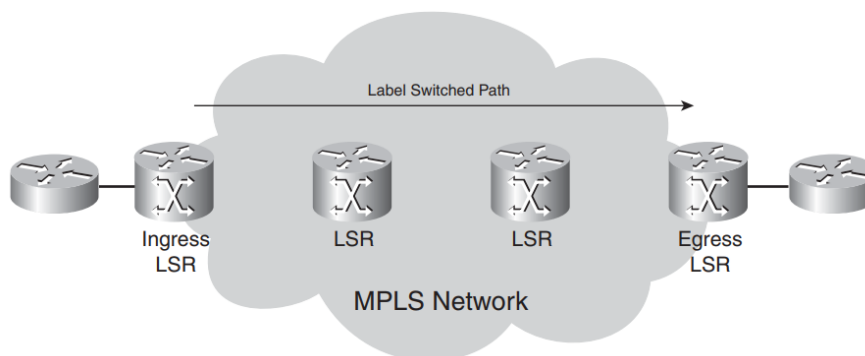 Label Switched Path
Ingress
LSR
LSR
LSR
Egress
LSR
MPLS Network